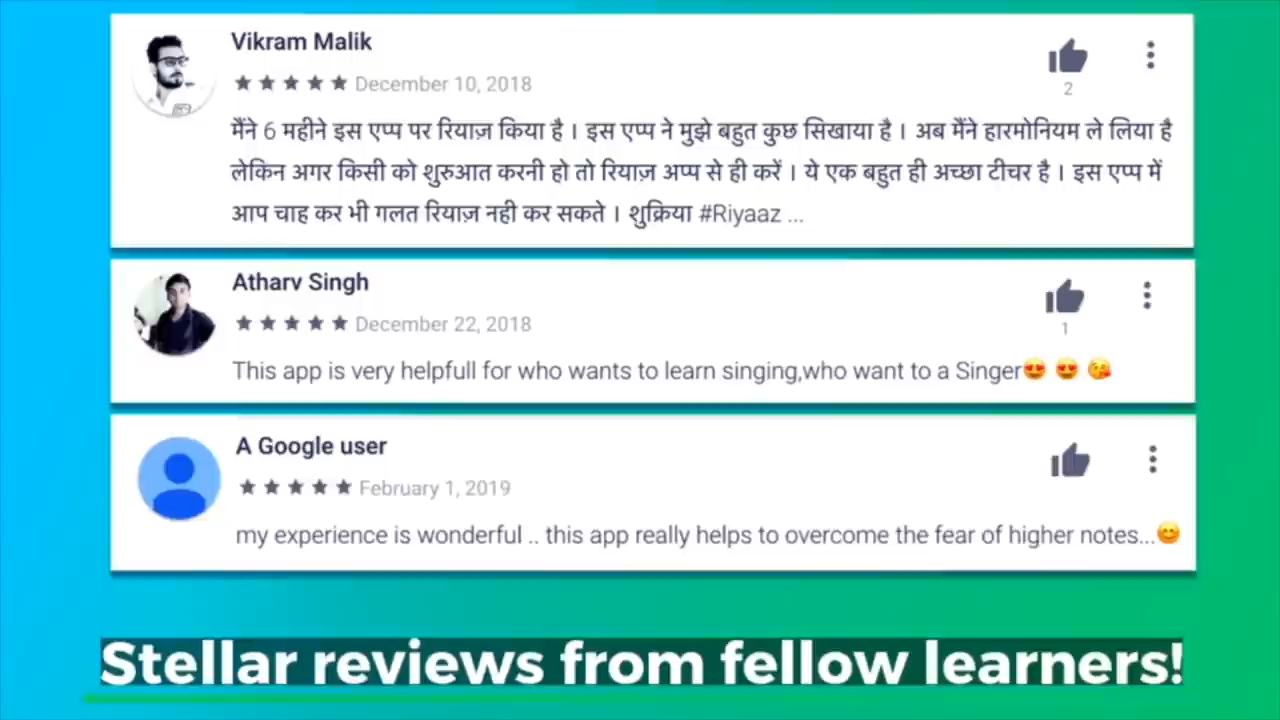 Vikram Malik
★★★★★ December 10, 2018
2
मैंने 6 महीने इस एप्प पर रियाज़ किया है । इस एप्प ने मुझे बहुत कुछ सिखाया है । अब मैंने हारमोनियम ले लिया है
लेकिन अगर किसी को शुरुआत करनी हो तो रियाज़ अप्प से ही करें । ये एक बहुत ही अच्छा टीचर है । इस एप्प में
आप चाह कर भी गलत रियाज़ नही कर सकते । शुक्रिया #Riyaaz ...
Atharv Singh
★★★★★ December 22, 2018
1
This app is very helpfull for who wants to learn singing,who want to a Singer😍 😍 😘
A Google user
★★★★★ February 1, 2019
my experience is wonderful .. this app really helps to overcome the fear of higher notes...😊
Stellar reviews from fellow learners!